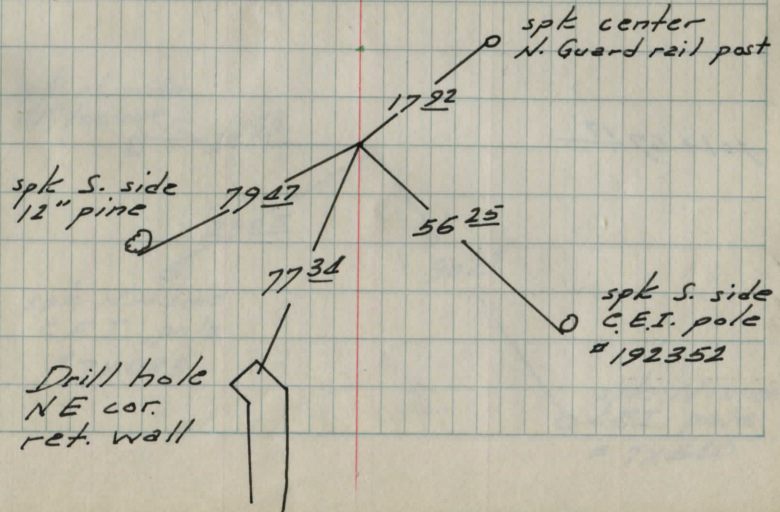 spk center
N. Guard rail post
17 92
spk S. side
12" pine
79 47
56 25
77 34
spk S. side
C.E.I. pole
# 192352
Drill hole
NE cor.
ret. wall